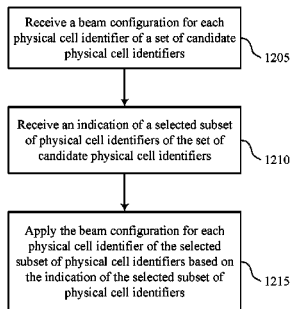 Receive a beam configuration for each
physical cell identifier of a set of candidate
physical cell identifiers
1205
Receive an indication of a selected subset
of physical cell identifiers of the set of
candidate physical cell identifiers
1210
Apply the beam configuration for each
physical cell identifier of the selected
subset of physical cell identifiers based on
the indication of the selected subset of
physical cell identifiers
1215